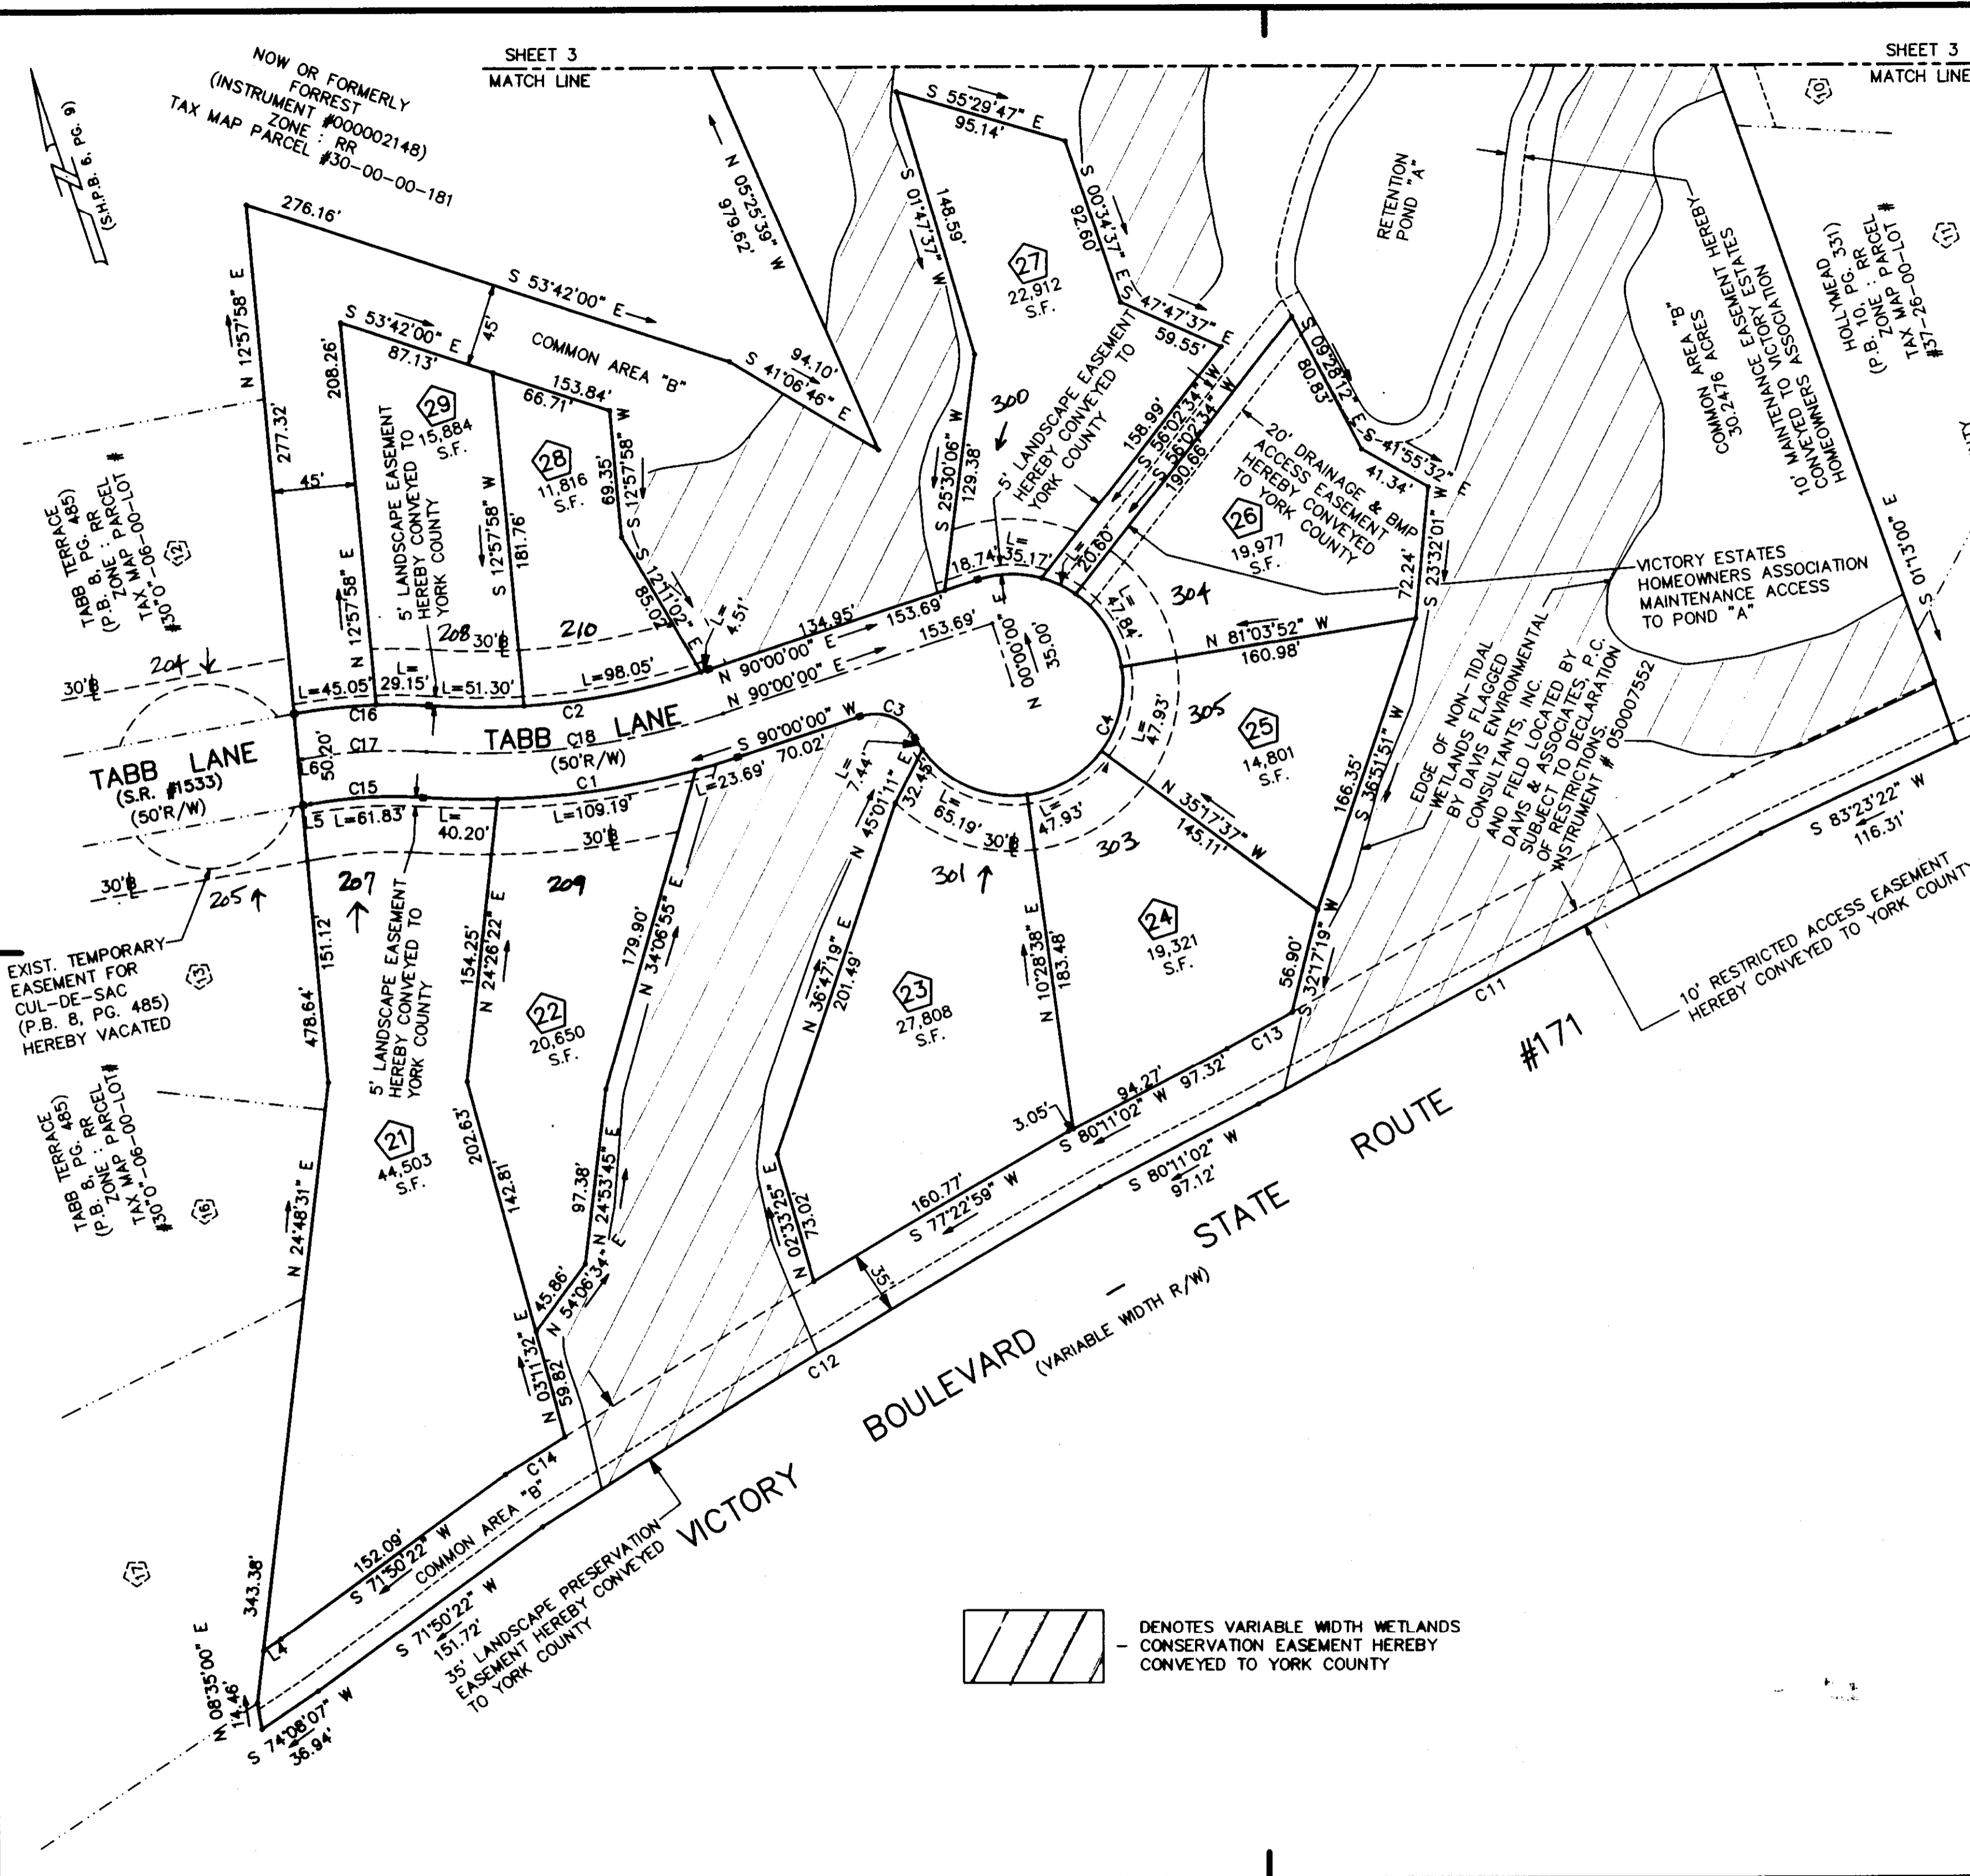 SHEET 3
MATCH LINE
SHEET 3
MATCH LINE
(S.H.P.B. 6, PG. 9)
NOW OR FORMERLY
FORREST
(INSTRUMENT #000002148)
ZONE : RR
TAX MAP PARCEL #30-00-00-181
276.16'
S 53°42'00" E
N 12°57'58" E
277.32'
S 53°42'00" E
87.13'
45'
COMMON AREA "B"
94.10'
S 41°06'46" E
N 05°25'39" W
979.62'
208.26'
153.84'
66.71'
45'
N 12°57'58" E
29
15,884
S.F.
5' LANDSCAPE EASEMENT
HEREBY CONVEYED TO
YORK COUNTY
S 12°57'58" W
181.76'
28
11,816
S.F.
69.35'
S 12°57'58" W
S 12°11'02" E
85.02'
L=
4.51'
208
30'B
210
S 55°29'47" E
95.14'
S 01°47'37" W
148.59'
S 00°34'37" E
92.60'
27
22,912
S.F.
S 47°47'37" E
59.55'
S 25°30'06" W
129.38'
300
5' LANDSCAPE EASEMENT
HEREBY CONVEYED TO
YORK COUNTY
158.99'
S 56°02'34" W
S 56°02'34" W
190.66'
RETENTION
POND "A"
S 09°28'12" E
80.83'
S 41°55'32" E
41.34'
20' DRAINAGE & BMP
ACCESS EASEMENT
HEREBY CONVEYED
TO YORK COUNTY
26
19,977
S.F.
72.24'
S 23°32'01" W
10
11
HOLLYMEAD
(P.B. 10, PG. 331)
ZONE : RR
TAX MAP PARCEL
#37-26-00-LOT #
COMMON AREA "B"
30.2476 ACRES
10' MAINTENANCE EASEMENT HEREBY
CONVEYED TO VICTORY ESTATES
HOMEOWNERS ASSOCIATION
S 01°13'00" E
VICTORY ESTATES
HOMEOWNERS ASSOCIATION
MAINTENANCE ACCESS
TO POND "A"
TABB TERRACE
(P.B. 8, PG. 485)
ZONE : RR
TAX MAP PARCEL
#30"0"-06-00-LOT #
12
204
30'B
L=45.05'
L=
29.15'
L=51.30'
L=98.05'
C16
C2
134.95'
N 90°00'00" E
153.69'
N 90°00'00" E
153.69'
18.74'
L=
35.17'
L=
20.60'
L=
47.84'
N 00°00'00" E
35.00'
304
N 81°03'52" W
160.98'
TABB LANE
(S.R. #1533)
(50'R/W)
L6
50.20'
C17
TABB LANE
C18
(50'R/W)
S 90°00'00" W
70.02'
C3
C4
L=
47.93'
305
25
14,801
S.F.
C15
C1
L=23.69'
L5
L=61.83'
L=
40.20'
L=109.19'
30'B
L=
7.44'
N 45°01'11" E
32.45'
L=
65.19'
30'B
L=
47.93'
303
N 35°17'37" W
145.11'
166.35'
S 36°51'51" W
EDGE OF NON-TIDAL
WETLANDS FLAGGED
BY DAVIS ENVIRONMENTAL
CONSULTANTS, INC.
AND FIELD LOCATED BY
DAVIS & ASSOCIATES, P.C.
SUBJECT TO DECLARATION
OF RESTRICTIONS.
INSTRUMENT # 050007552
30'B
205
207
209
301
151.12'
478.64'
5' LANDSCAPE EASEMENT
HEREBY CONVEYED TO
YORK COUNTY
154.25'
N 24°26'22" E
22
20,650
S.F.
179.90'
N 34°06'55" E
N 36°47'19" E
201.49'
23
27,808
S.F.
N 10°28'38" E
183.48'
24
19,321
S.F.
56.90'
S 32°17'19" W
S 83°23'22" W
116.31'
10' RESTRICTED ACCESS EASEMENT
HEREBY CONVEYED TO YORK COUNTY
C11
EXIST. TEMPORARY
EASEMENT FOR
CUL-DE-SAC
(P.B. 8, PG. 485)
HEREBY VACATED
13
TABB TERRACE
(P.B. 8, PG. 485)
ZONE : RR
TAX MAP PARCEL
#30"0"-06-00-LOT#
16
21
44,503
S.F.
202.63'
142.81'
97.38'
N 24°53'45" E
45.86'
N 54°06'34" E
N 03°11'32" E
59.82'
N 02°33'25" E
73.02'
160.77'
S 77°22'59" W
3.05'
94.27'
97.32'
S 80°11'02" W
C13
S 80°11'02" W
97.12'
35'
C12
N 24°48'31" E
343.38'
17
L4
152.09'
S 71°50'22" W
C14
COMMON AREA "B"
S 71°50'22" W
151.72'
35' LANDSCAPE PRESERVATION
EASEMENT HEREBY CONVEYED
TO YORK COUNTY
N 08°35'00" E
14.46'
S 74°08'07" W
36.94'
VICTORY BOULEVARD - STATE ROUTE #171
(VARIABLE WIDTH R/W)
DENOTES VARIABLE WIDTH WETLANDS
- CONSERVATION EASEMENT HEREBY
CONVEYED TO YORK COUNTY